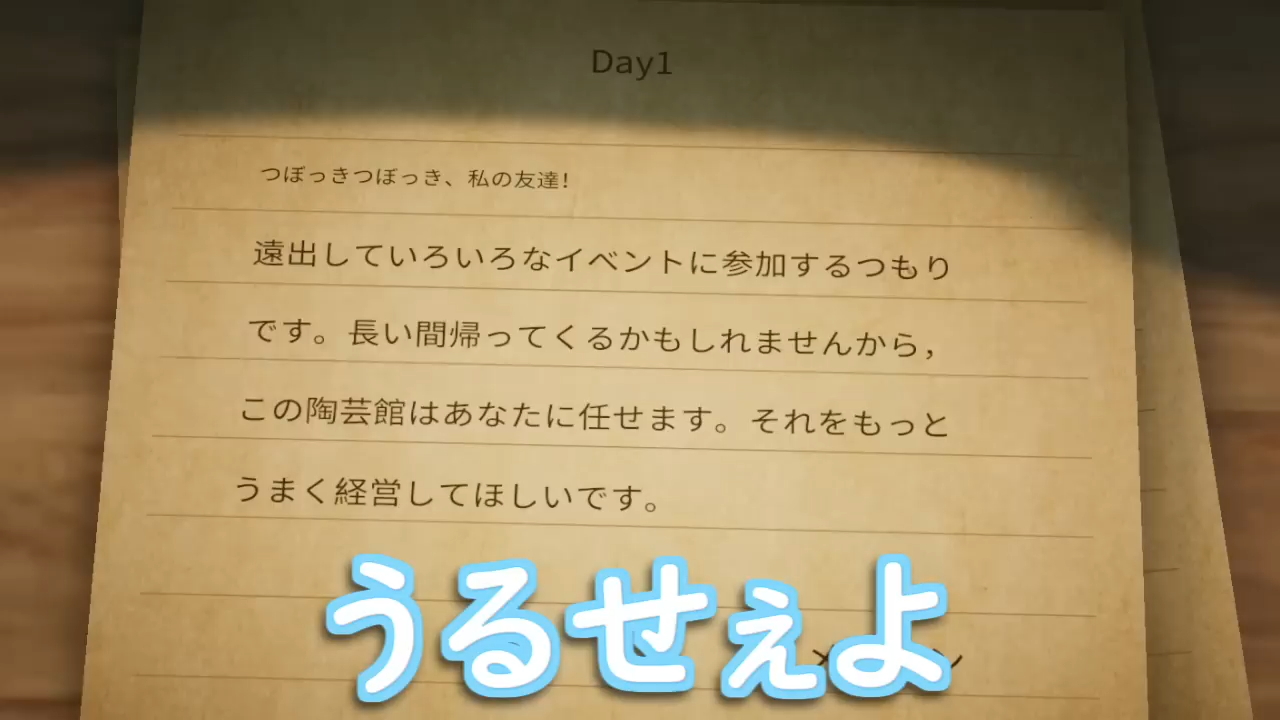 Day1
つぼっきつぼっき、私の友達!
遠出していろいろなイベントに参加するつもり
です。長い間帰ってくるかもしれませんから，
この陶芸館はあなたに任せます。それをもっと
うまく経営してほしいです。
うるせぇよ